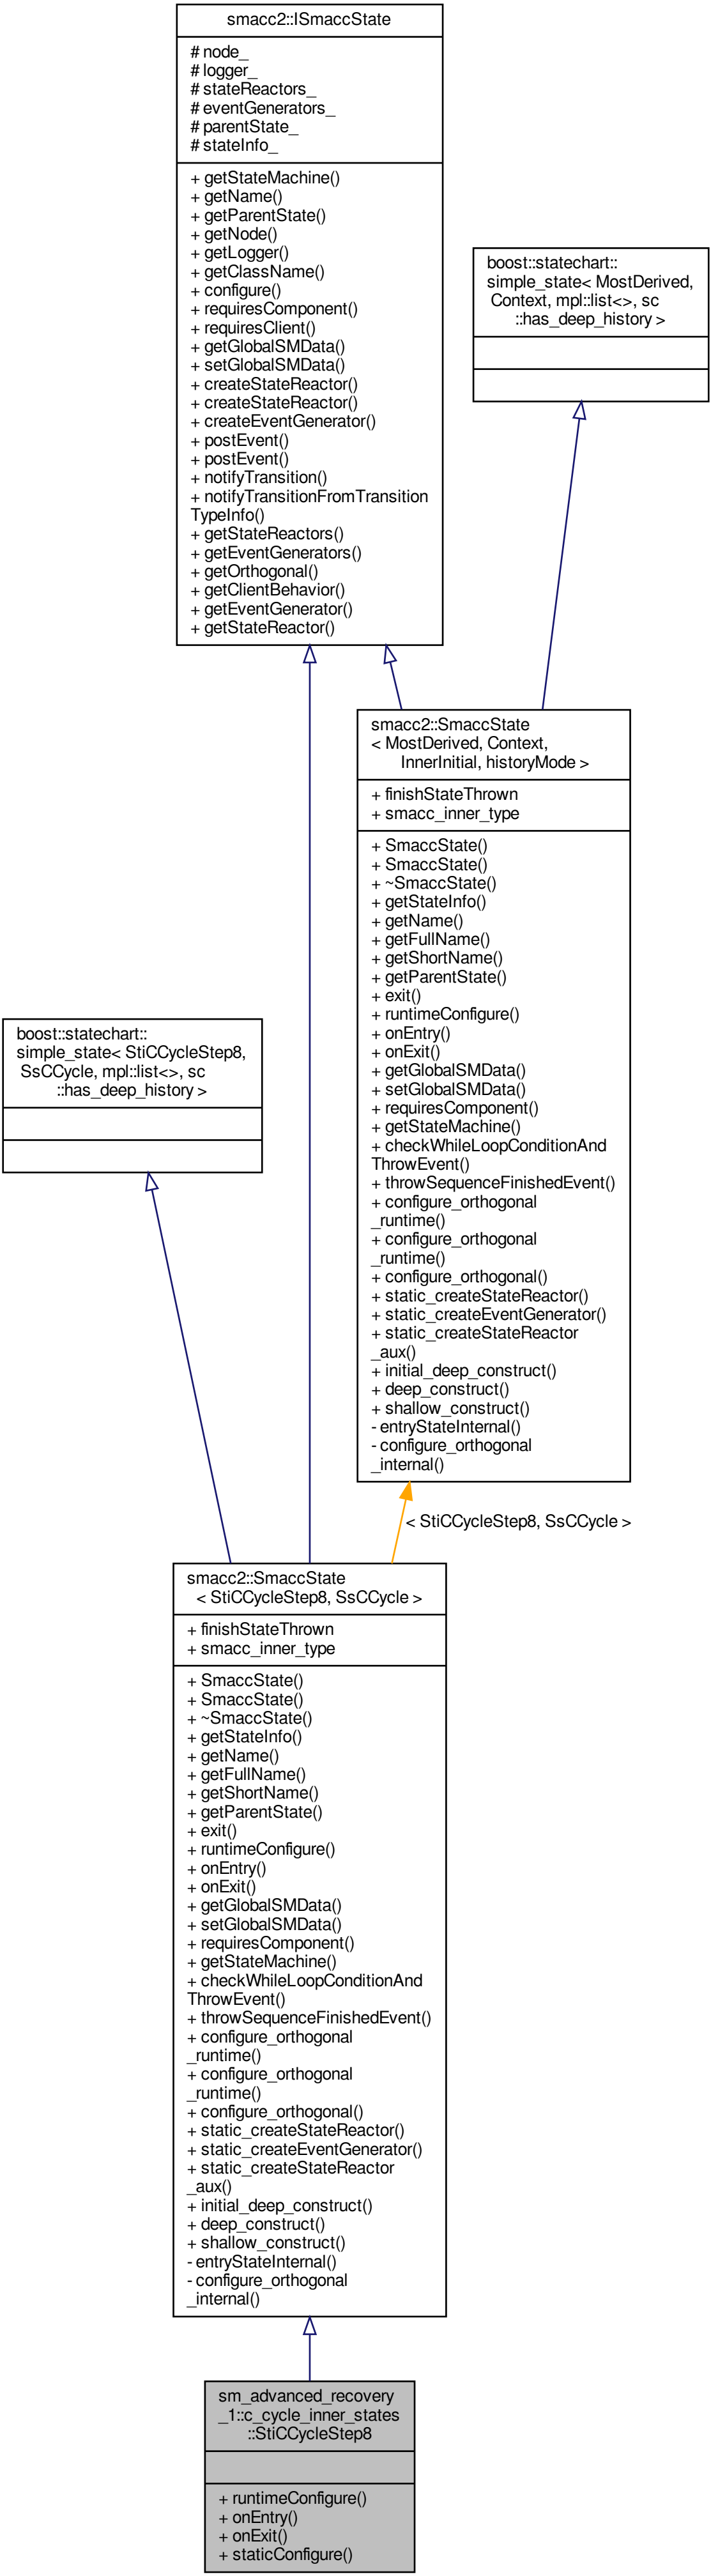 smacc2::ISmaccState
# node_
# logger_
# stateReactors_
# eventGenerators_
# parentState_
# stateInfo_
+ getStateMachine()
+ getName()
+ getParentState()
+ getNode()
+ getLogger()
+ getClassName()
+ configure()
+ requiresComponent()
+ requiresClient()
+ getGlobalSMData()
+ setGlobalSMData()
+ createStateReactor()
+ createStateReactor()
+ createEventGenerator()
+ postEvent()
+ postEvent()
+ notifyTransition()
+ notifyTransitionFromTransition
TypeInfo()
+ getStateReactors()
+ getEventGenerators()
+ getOrthogonal()
+ getClientBehavior()
+ getEventGenerator()
+ getStateReactor()
boost::statechart::
simple_state< MostDerived,
Context, mpl::list<>, sc
::has_deep_history >
smacc2::SmaccState
< MostDerived, Context,
InnerInitial, historyMode >
+ finishStateThrown
+ smacc_inner_type
+ SmaccState()
+ SmaccState()
+ ~SmaccState()
+ getStateInfo()
+ getName()
+ getFullName()
+ getShortName()
+ getParentState()
+ exit()
+ runtimeConfigure()
+ onEntry()
+ onExit()
+ getGlobalSMData()
+ setGlobalSMData()
+ requiresComponent()
+ getStateMachine()
+ checkWhileLoopConditionAnd
ThrowEvent()
+ throwSequenceFinishedEvent()
+ configure_orthogonal
_runtime()
+ configure_orthogonal
_runtime()
+ configure_orthogonal()
+ static_createStateReactor()
+ static_createEventGenerator()
+ static_createStateReactor
_aux()
+ initial_deep_construct()
+ deep_construct()
+ shallow_construct()
- entryStateInternal()
- configure_orthogonal
_internal()
boost::statechart::
simple_state< StiCCycleStep8,
SsCCycle, mpl::list<>, sc
::has_deep_history >
< StiCCycleStep8, SsCCycle >
smacc2::SmaccState
< StiCCycleStep8, SsCCycle >
+ finishStateThrown
+ smacc_inner_type
+ SmaccState()
+ SmaccState()
+ ~SmaccState()
+ getStateInfo()
+ getName()
+ getFullName()
+ getShortName()
+ getParentState()
+ exit()
+ runtimeConfigure()
+ onEntry()
+ onExit()
+ getGlobalSMData()
+ setGlobalSMData()
+ requiresComponent()
+ getStateMachine()
+ checkWhileLoopConditionAnd
ThrowEvent()
+ throwSequenceFinishedEvent()
+ configure_orthogonal
_runtime()
+ configure_orthogonal
_runtime()
+ configure_orthogonal()
+ static_createStateReactor()
+ static_createEventGenerator()
+ static_createStateReactor
_aux()
+ initial_deep_construct()
+ deep_construct()
+ shallow_construct()
- entryStateInternal()
- configure_orthogonal
_internal()
sm_advanced_recovery
_1::c_cycle_inner_states
::StiCCycleStep8
+ runtimeConfigure()
+ onEntry()
+ onExit()
+ staticConfigure()